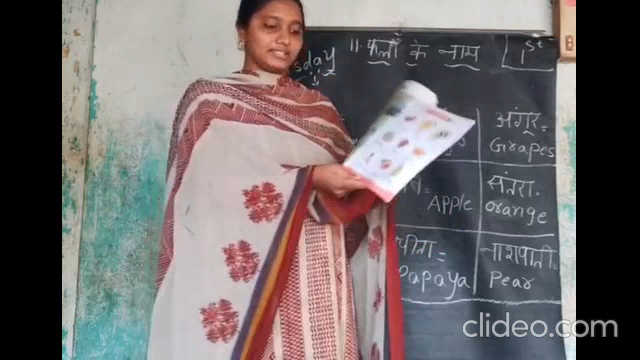 sday "फलों के नाम 1st
अंगूर =
Grapes
संतरा =
APPLE orange
पपीता = नाशपाती =
Papaya Pear
clideo.com